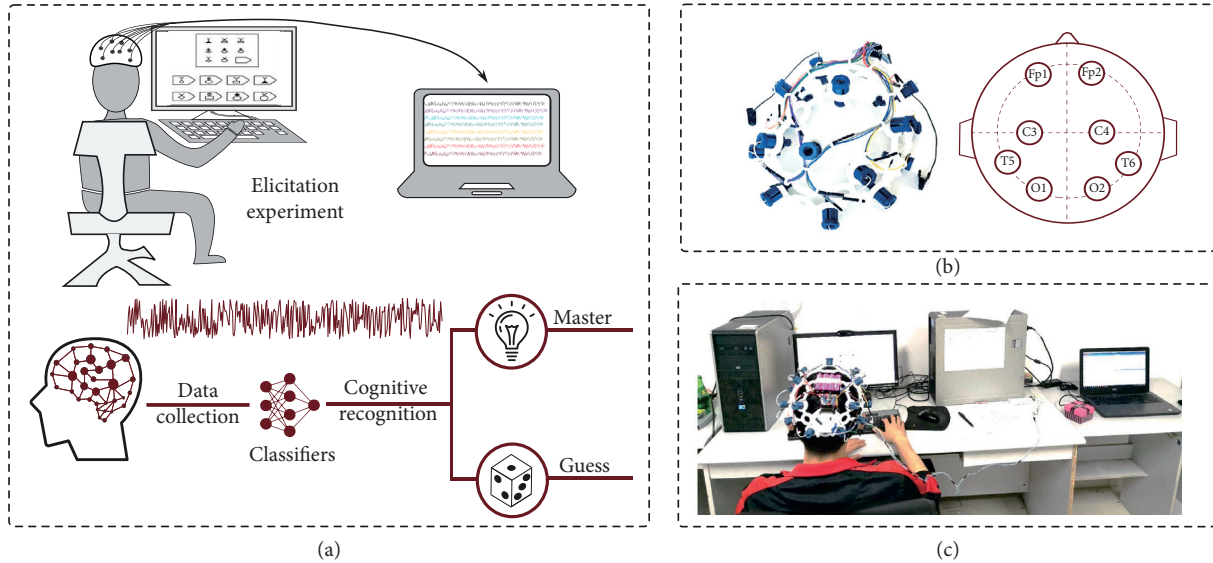 Elicitation
experiment
Master
Data
collection
Cognitive
recognition
Classifiers
Guess
(a)
Fp1
Fp2
C3
C4
T5
T6
O1
O2
(b)
(c)